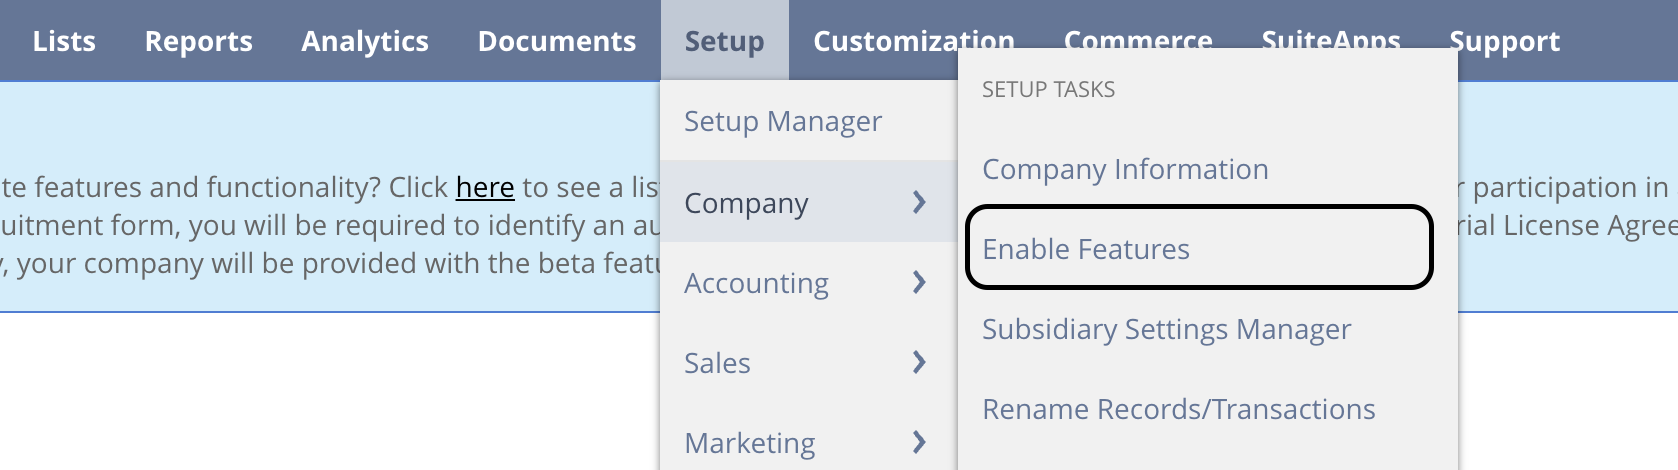 Lists Reports Analytics Documents Setup Customization Commerce SuiteApps Support
SETUP TASKS
Setup Manager
Company Information
te features and functionality? Click here to see a lis
participation in
Company
uitment form, you will be required to identify an au
License Agree
Enable Features
, your company will be provided with the beta featu
Accounting
Subsidiary Settings Manager
Sales
Rename Records/Transactions
Marketing